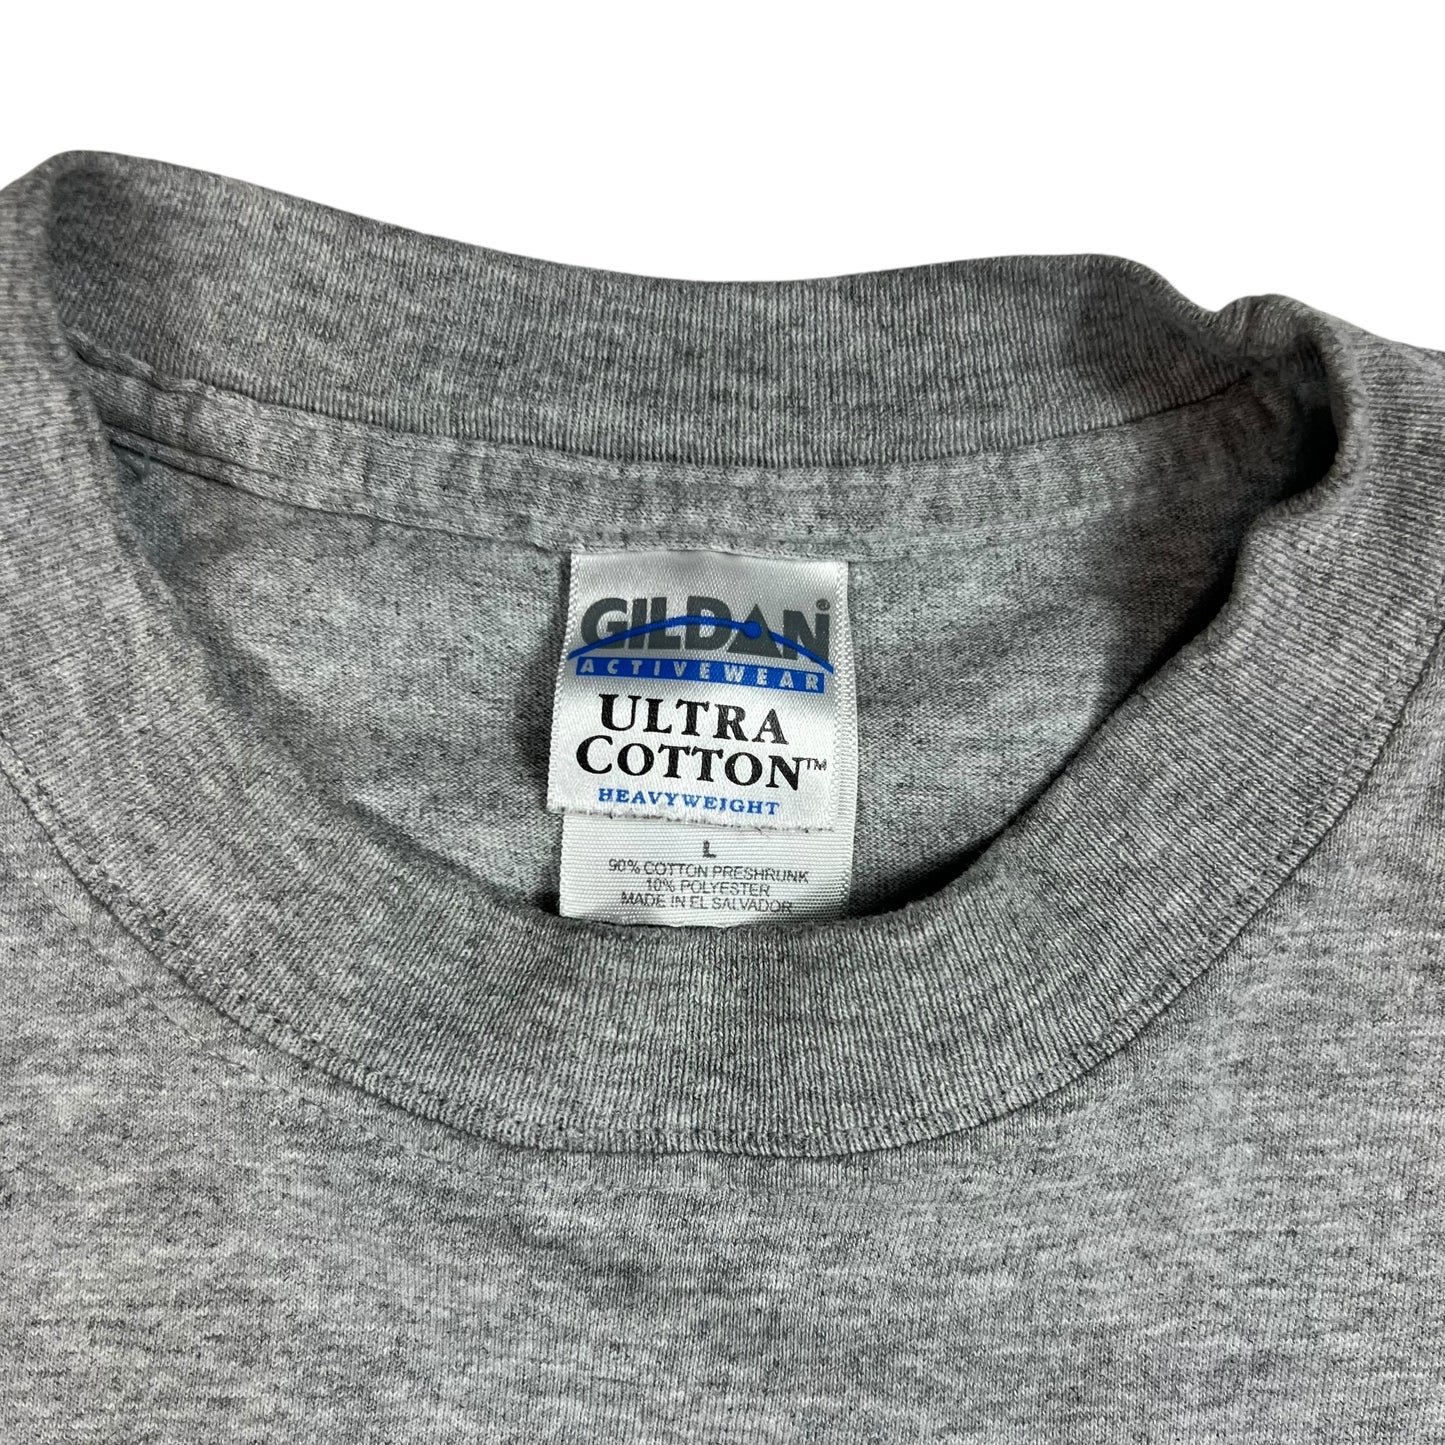 GILDAN®
ACTIVEWEAR
ULTRA
COTTON™
HEAVYWEIGHT
L
90% COTTON PRESHRUNK
10% POLYESTER
MADE IN EL SALVADOR